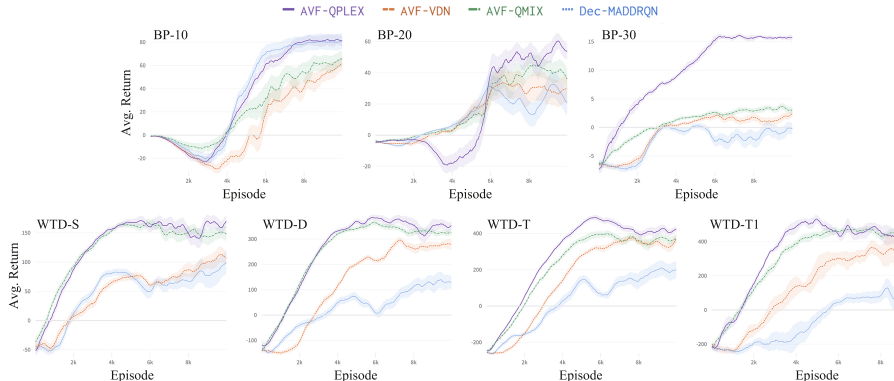 AVF-QPLEX AVF-VDN AVF-QMIX Dec-MADDRQN
BP-10 BP-20 BP-30
Avg. Return
100
80
60
40
20
0
-20
2k 4k 6k 8k
60
40
20
0
-20
2k 4k 6k 8k
15
10
5
0
-5
2k 4k 6k 8k
Episode Episode Episode
WTD-S WTD-D WTD-T WTD-T1
Avg. Return
150
100
50
0
-50
2k 4k 6k 8k
300
200
100
0
-100
2k 4k 6k 8k
400
200
0
-200
2k 4k 6k 8k
400
200
0
-200
2k 4k 6k 8k
Episode Episode Episode Episode